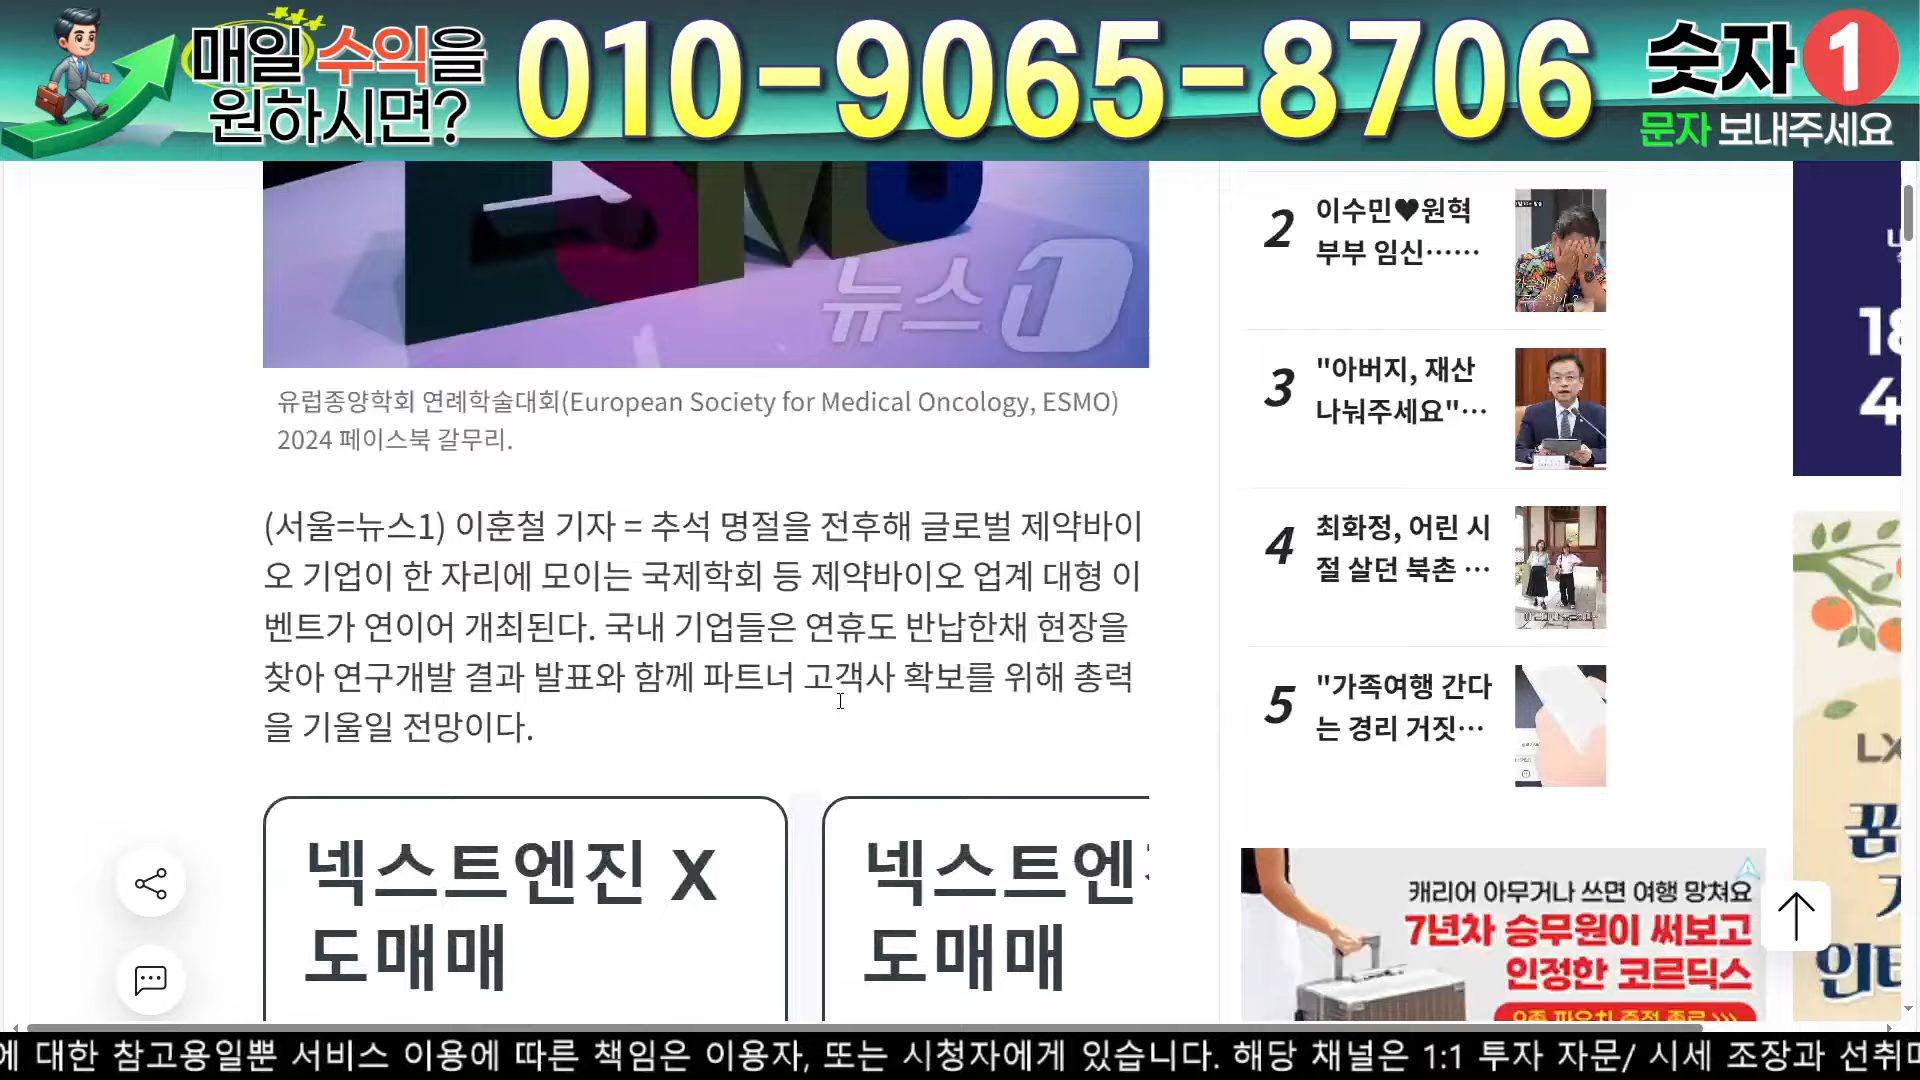 매일 수익을
원하시면?
010-9065-8706
숫자 1
문자 보내주세요
뉴스1
유럽종양학회 연례학술대회(European Society for Medical Oncology, ESMO)
2024 페이스북 갈무리.
(서울=뉴스1) 이훈철 기자 = 추석 명절을 전후해 글로벌 제약바이
오 기업이 한 자리에 모이는 국제학회 등 제약바이오 업계 대형 이
벤트가 연이어 개최된다. 국내 기업들은 연휴도 반납한채 현장을
찾아 연구개발 결과 발표와 함께 파트너 고객사 확보를 위해 총력
을 기울일 전망이다.
넥스트엔진 X
도매매
넥스트엔
도매매
2 이수민♥원혁
부부 임신……
3 "아버지, 재산
나눠주세요"…
4 최화정, 어린 시
절 살던 북촌 …
5 "가족여행 간다
는 경리 거짓…
캐리어 아무거나 쓰면 여행 망쳐요
7년차 승무원이 써보고
인정한 코르딕스
18
4
LX
꿈
인터
에 대한 참고용일뿐 서비스 이용에 따른 책임은 이용자, 또는 시청자에게 있습니다. 해당 채널은 1:1 투자 자문/ 시세 조장과 선취매